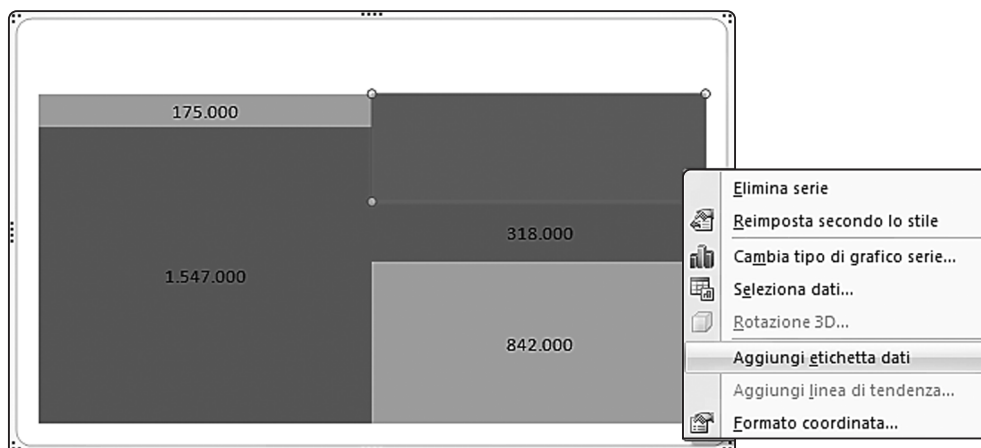 175.000
318.000
1.547.000
842.000
Elimina serie
Reimposta secondo lo stile
Cambia tipo di grafico serie...
Seleziona dati...
Rotazione 3D...
Aggiungi etichetta dati
Aggiungi linea di tendenza...
Formato coordinata...